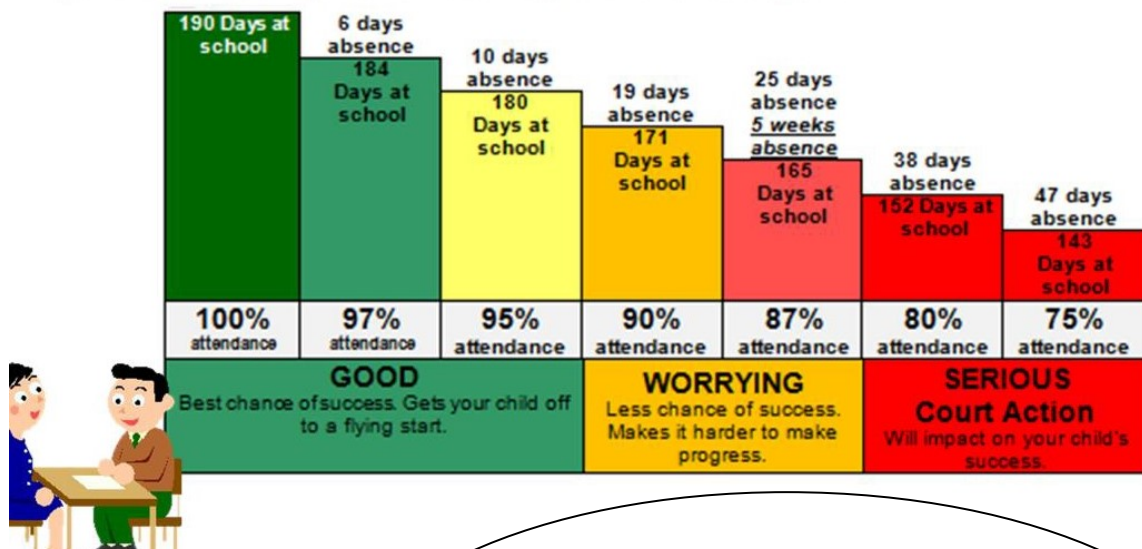 190 Days at
school
6 days
absence
184
Days at
school
10 days
absence
180
Days at
school
19 days
absence
171
Days at
school
25 days
absence
5 weeks
absence
165
Days at
school
38 days
absence
152 Days at
school
47 days
absence
143
Days at
school
100%
attendance
97%
attendance
95%
attendance
90%
attendance
87%
attendance
80%
attendance
75%
attendance
GOOD
Best chance of success. Gets your child off
to a flying start.
WORRYING
Less chance of success.
Makes it harder to make
progress.
SERIOUS
Court Action
Will impact on your child's
success.